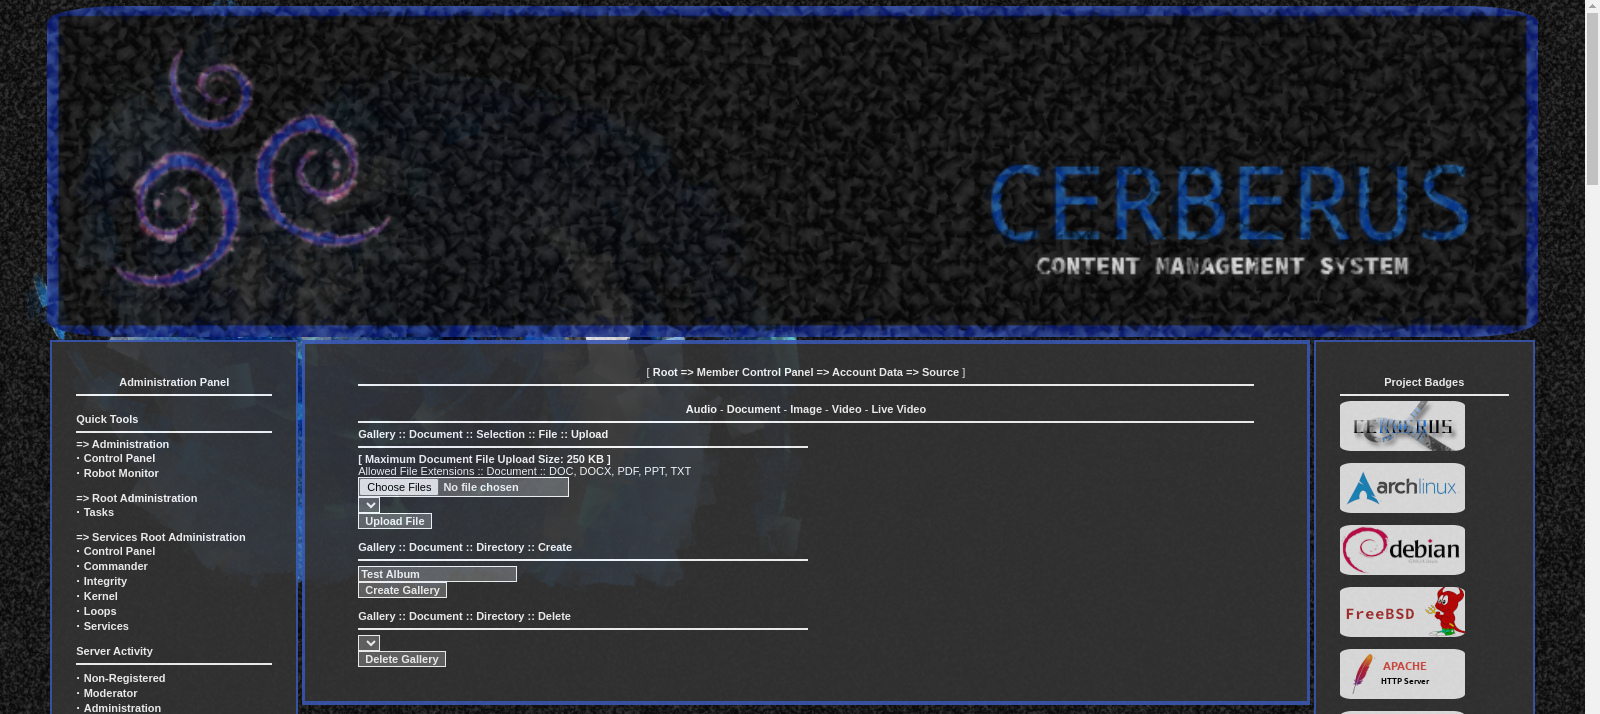 CERBERUS
CONTENT MANAGEMENT SYSTEM
Administration Panel
Quick Tools
=> Administration
· Control Panel
· Robot Monitor
=> Root Administration
· Tasks
=> Services Root Administration
· Control Panel
· Commander
· Integrity
· Kernel
· Loops
· Services
Server Activity
· Non-Registered
· Moderator
· Administration
[ Root => Member Control Panel => Account Data => Source ]
Audio - Document - Image - Video - Live Video
Gallery :: Document :: Selection :: File :: Upload
[ Maximum Document File Upload Size: 250 KB ]
Allowed File Extensions :: Document :: DOC, DOCX, PDF, PPT, TXT
Choose Files No file chosen
Upload File
Gallery :: Document :: Directory :: Create
Test Album
Create Gallery
Gallery :: Document :: Directory :: Delete
Delete Gallery
Project Badges
CERBERUS
archlinux
debian
FreeBSD
APACHE
HTTP Server